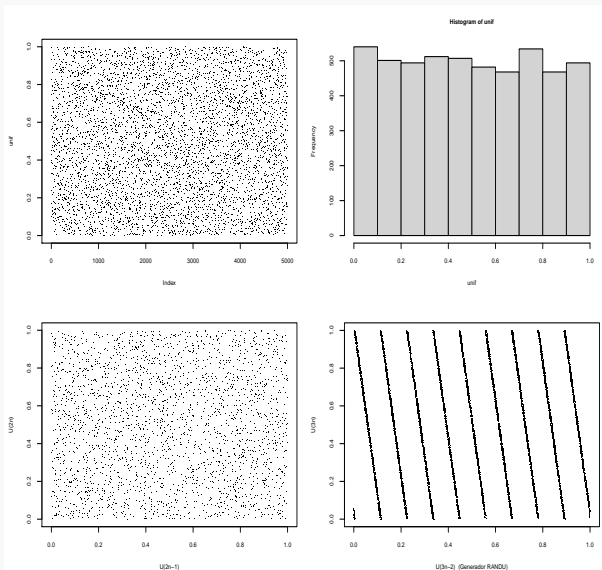 Histogram of unif
unif
0.0 0.2 0.4 0.6 0.8 1.0
0 1000 2000 3000 4000 5000
Index
Frequency
0 100 200 300 400 500
0.0 0.2 0.4 0.6 0.8 1.0
unif
U(2n)
0.0 0.2 0.4 0.6 0.8 1.0
0.0 0.2 0.4 0.6 0.8 1.0
U(2n-1)
U(3n)
0.0 0.2 0.4 0.6 0.8 1.0
0.0 0.2 0.4 0.6 0.8 1.0
U(3n-2) (Generador RANDU)